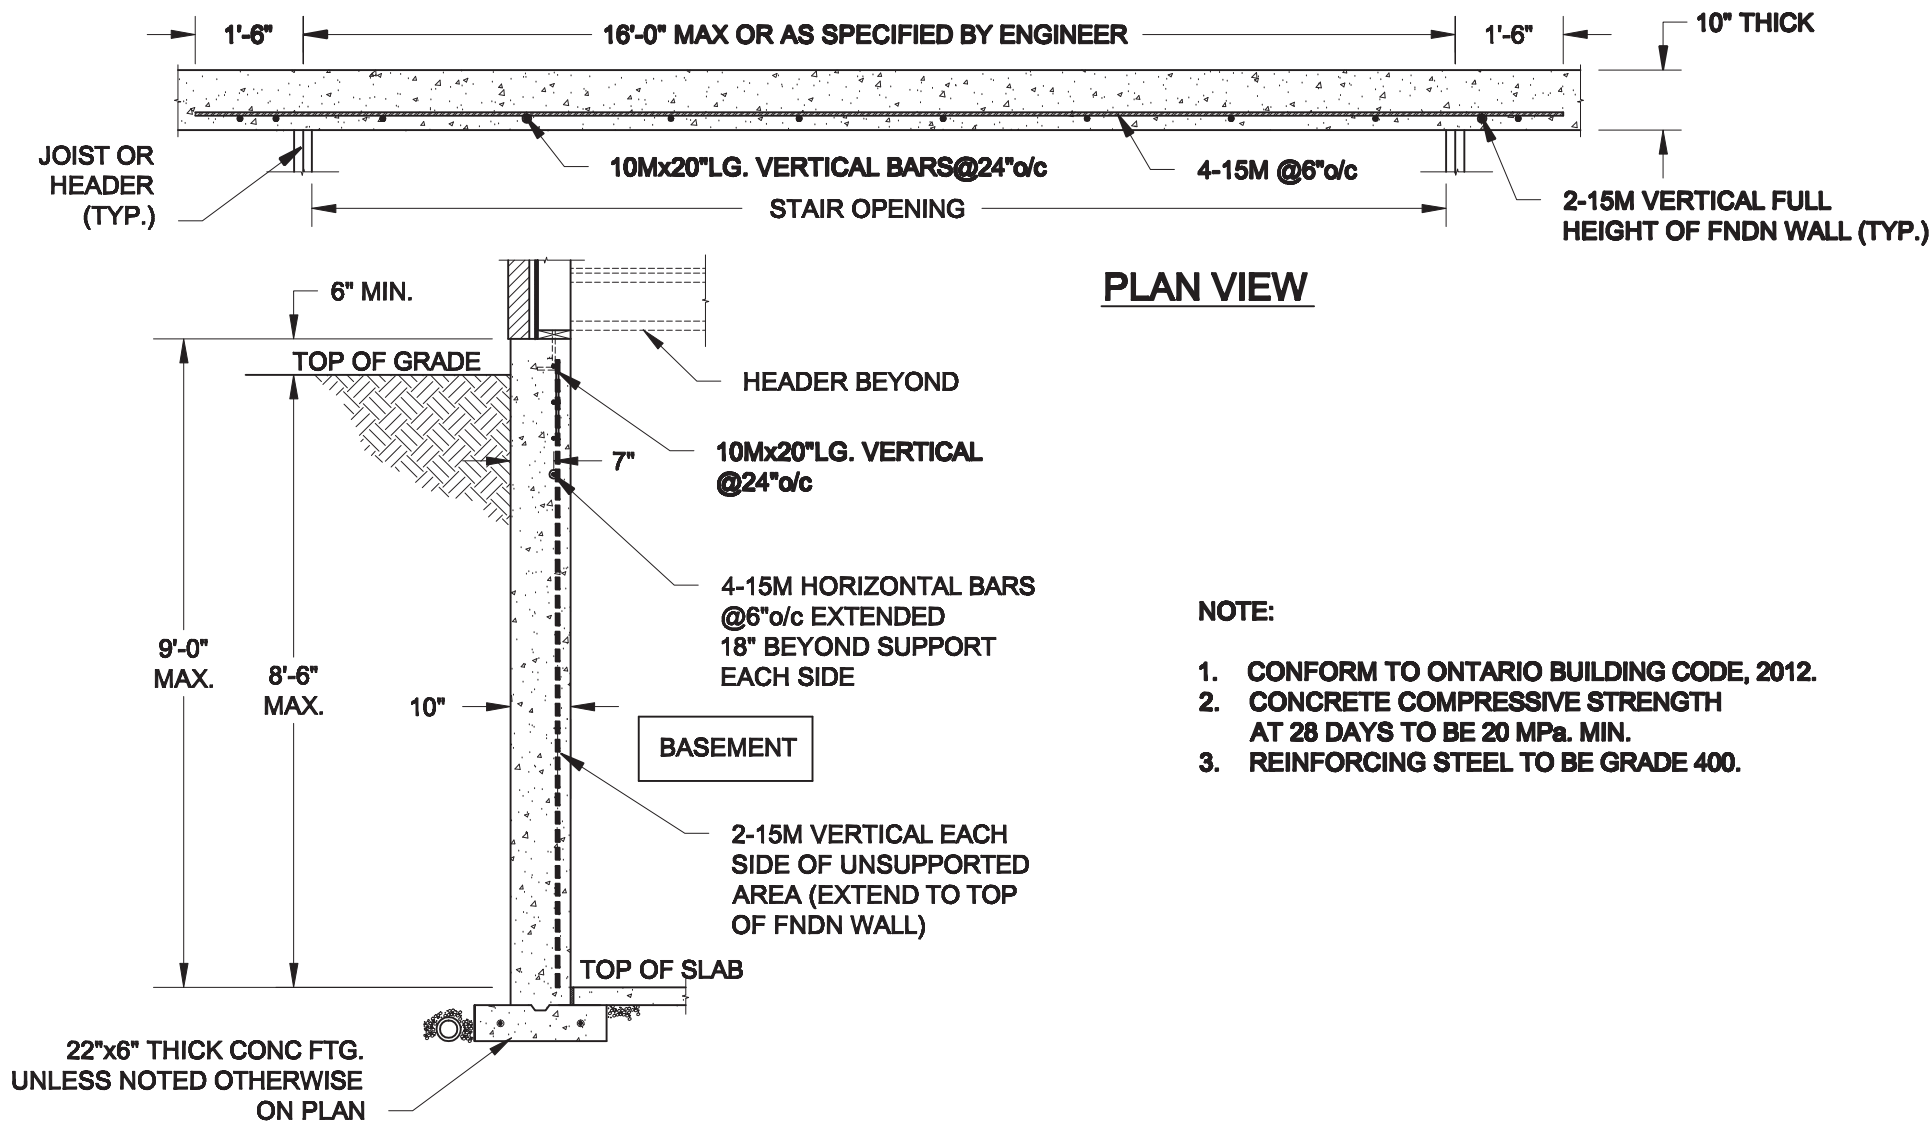 1'-6"
16'-0" MAX OR AS SPECIFIED BY ENGINEER
1'-6"
10" THICK
JOIST OR
HEADER
(TYP.)
10Mx20"LG. VERTICAL BARS@24"o/c
4-15M @6"o/c
STAIR OPENING
2-15M VERTICAL FULL
HEIGHT OF FNDN WALL (TYP.)
PLAN VIEW
6" MIN.
TOP OF GRADE
HEADER BEYOND
10Mx20"LG. VERTICAL
@24"o/c
7"
4-15M HORIZONTAL BARS
@6"o/c EXTENDED
18" BEYOND SUPPORT
EACH SIDE
9'-0"
MAX.
8'-6"
MAX.
10"
BASEMENT
2-15M VERTICAL EACH
SIDE OF UNSUPPORTED
AREA (EXTEND TO TOP
OF FNDN WALL)
TOP OF SLAB
22"x6" THICK CONC FTG.
UNLESS NOTED OTHERWISE
ON PLAN
NOTE:
1. CONFORM TO ONTARIO BUILDING CODE, 2012.
2. CONCRETE COMPRESSIVE STRENGTH
AT 28 DAYS TO BE 20 MPa. MIN.
3. REINFORCING STEEL TO BE GRADE 400.